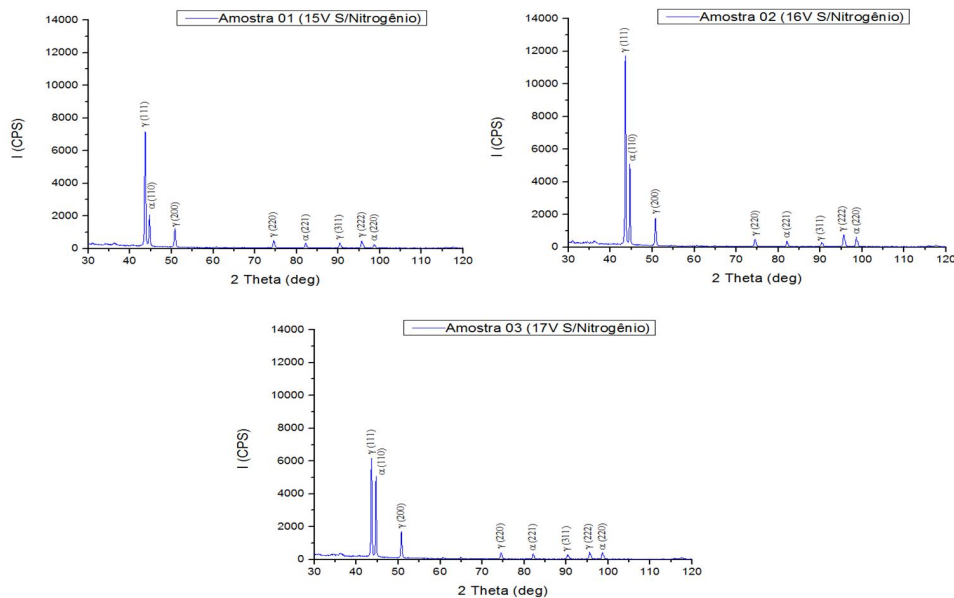 Amostra 01 (15V S/Nitrogênio)
14000
12000
10000
8000
6000
4000
2000
0
I (CPS)
γ (111)
α (110)
γ (200)
γ (220)
α (221)
γ (311)
γ (222)
α (220)
30 40 50 60 70 80 90 100 110 120
2 Theta (deg)
Amostra 02 (16V S/Nitrogênio)
14000
12000
10000
8000
6000
4000
2000
0
I (CPS)
γ (111)
α (110)
γ (200)
γ (220)
α (221)
γ (311)
γ (222)
α (220)
30 40 50 60 70 80 90 100 110 120
2 Theta (deg)
Amostra 03 (17V S/Nitrogênio)
14000
12000
10000
8000
6000
4000
2000
0
I (CPS)
γ (111)
α (110)
γ (200)
γ (220)
α (221)
γ (311)
γ (222)
α (220)
30 40 50 60 70 80 90 100 110 120
2 Theta (deg)